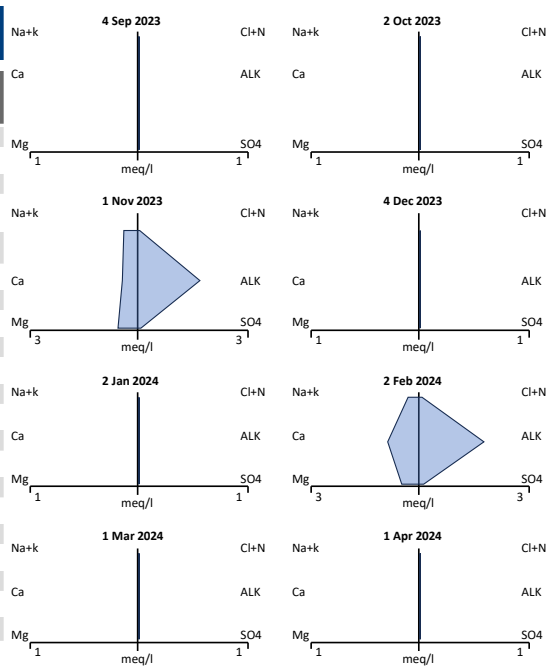 4 Sep 2023
Na+k Cl+N
Ca ALK
Mg SO4
1 1
meq/l
2 Oct 2023
Na+k Cl+N
Ca ALK
Mg SO4
1 1
meq/l
1 Nov 2023
Na+k Cl+N
Ca ALK
Mg SO4
3 3
meq/l
4 Dec 2023
Na+k Cl+N
Ca ALK
Mg SO4
1 1
meq/l
2 Jan 2024
Na+k Cl+N
Ca ALK
Mg SO4
1 1
meq/l
2 Feb 2024
Na+k Cl+N
Ca ALK
Mg SO4
3 3
meq/l
1 Mar 2024
Na+k Cl+N
Ca ALK
Mg SO4
1 1
meq/l
1 Apr 2024
Na+k Cl+N
Ca ALK
Mg SO4
1 1
meq/l